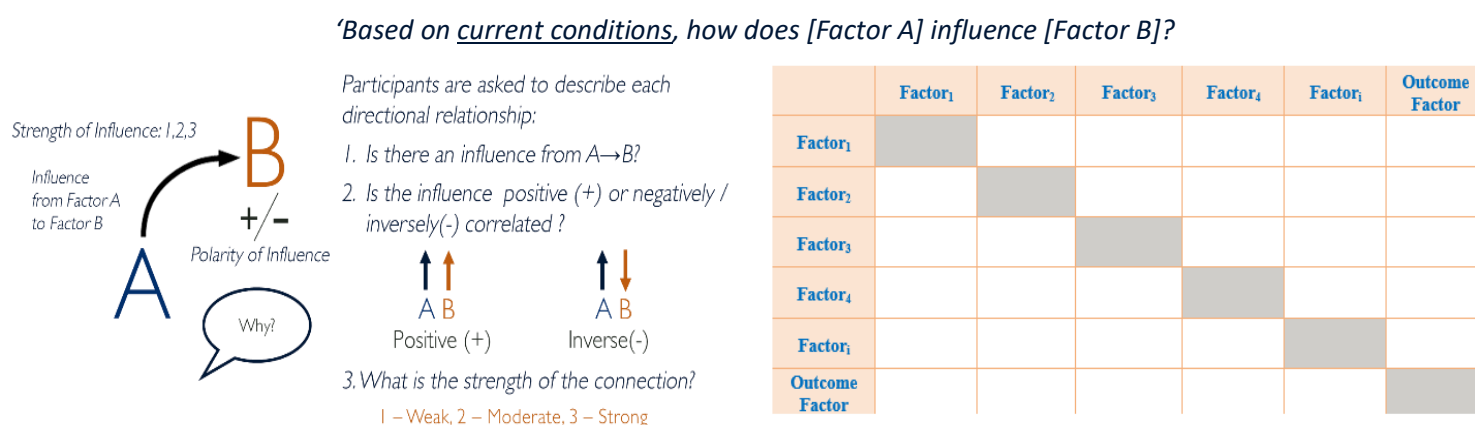 ‘Based on current conditions, how does [Factor A] influence [Factor B]?
Strength of Influence: 1,2,3
Influence
from Factor A
to Factor B
A
B
+/−
Polarity of Influence
Why?
Participants are asked to describe each
directional relationship:
1. Is there an influence from A→B?
2. Is the influence positive (+) or negatively /
inversely(-) correlated ?
A B
Positive (+)
A B
Inverse(-)
3. What is the strength of the connection?
1 – Weak, 2 – Moderate, 3 – Strong
Factor₁ Factor₂ Factor₃ Factor₄ Factorᵢ Outcome Factor
Factor₁
Factor₂
Factor₃
Factor₄
Factorᵢ
Outcome
Factor